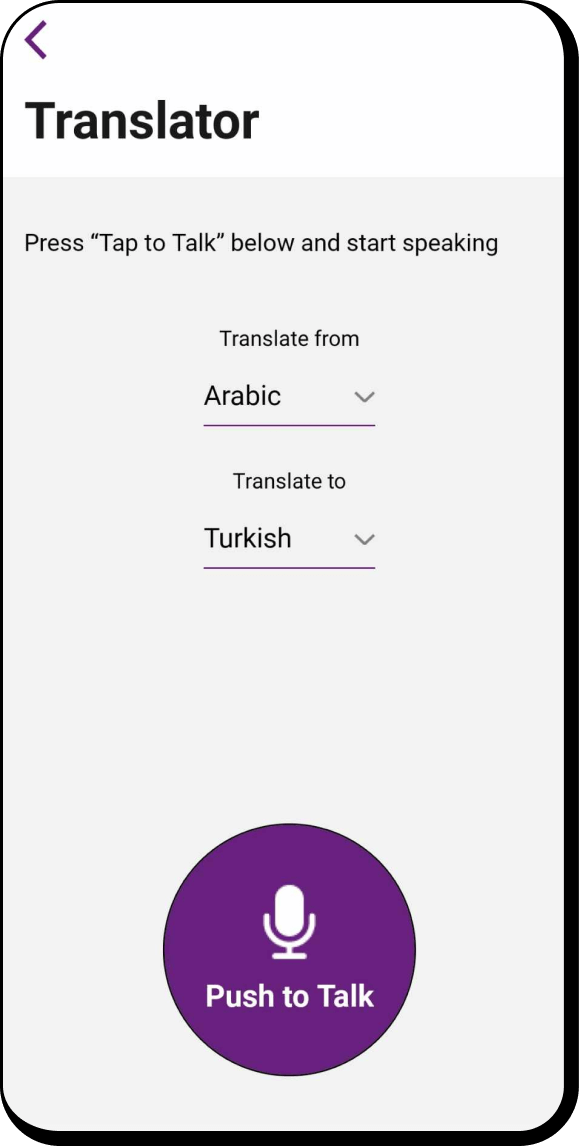 Translator
Press “Tap to Talk” below and start speaking
Translate from
Arabic
Translate to
Turkish
Push to Talk